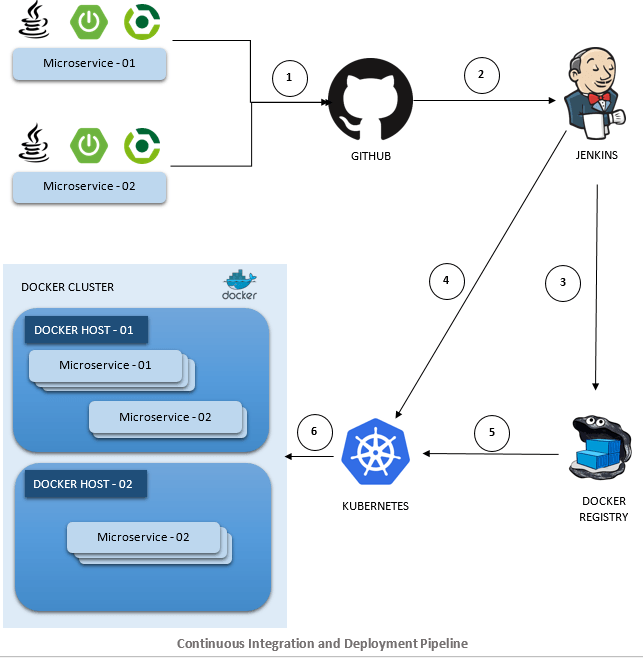 Microservice - 01
1
2
GITHUB
JENKINS
Microservice - 02
4
3
DOCKER CLUSTER
docker
DOCKER HOST - 01
Microservice - 01
Microservice - 02
6
5
DOCKER HOST - 02
KUBERNETES
DOCKER
REGISTRY
Microservice - 02
Continuous Integration and Deployment Pipeline